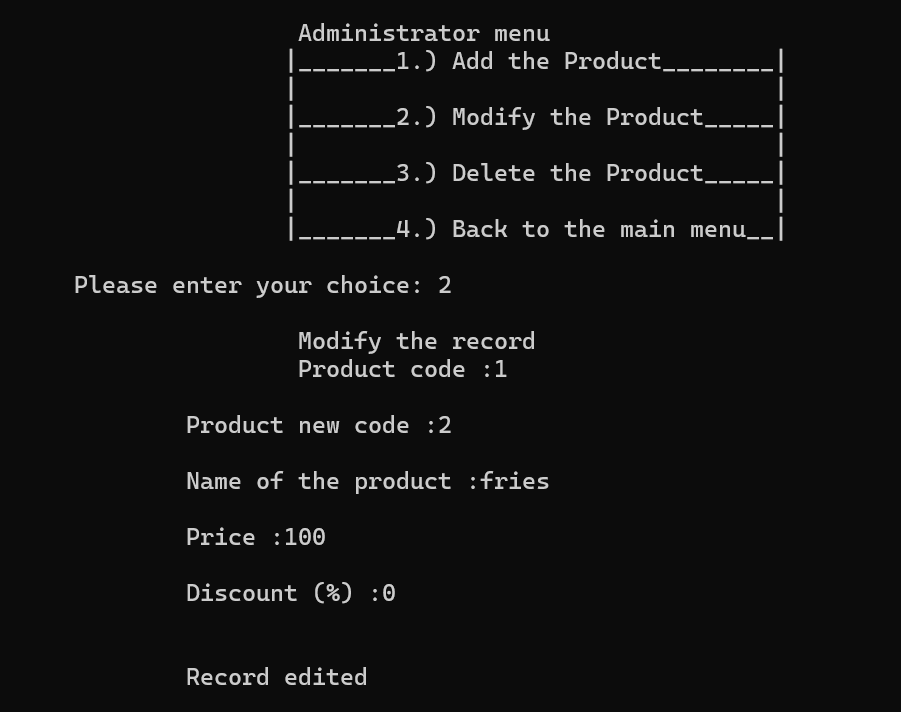 Administrator menu
|_______1.) Add the Product________|
|                                  |
|_______2.) Modify the Product_____|
|                                  |
|_______3.) Delete the Product_____|
|                                  |
|_______4.) Back to the main menu__|
Please enter your choice: 2
Modify the record
Product code :1
Product new code :2
Name of the product :fries
Price :100
Discount (%) :0
Record edited